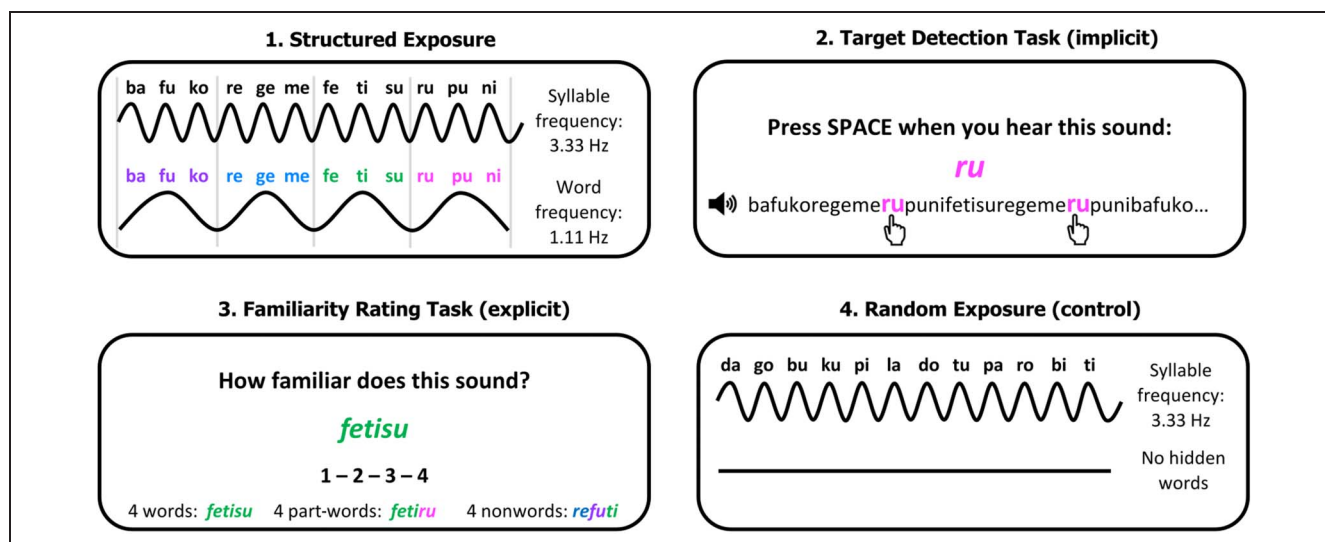 1. Structured Exposure
ba fu ko re ge me fe ti su ru pu ni
Syllable
frequency:
3.33 Hz
ba fu ko re ge me fe ti su ru pu ni
Word
frequency:
1.11 Hz
2. Target Detection Task (implicit)
Press SPACE when you hear this sound:
ru
bafukoregemerupunifetisuregemerupunibafuko...
3. Familiarity Rating Task (explicit)
How familiar does this sound?
fetisu
1 – 2 – 3 – 4
4 words: fetisu 4 part-words: fetiru 4 nonwords: refuti
4. Random Exposure (control)
da go bu ku pi la do tu pa ro bi ti
Syllable
frequency:
3.33 Hz
No hidden
words